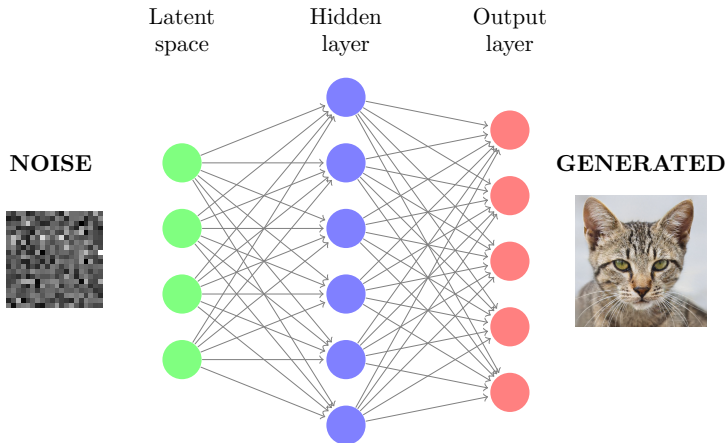 Latent
space
Hidden
layer
Output
layer
NOISE
GENERATED